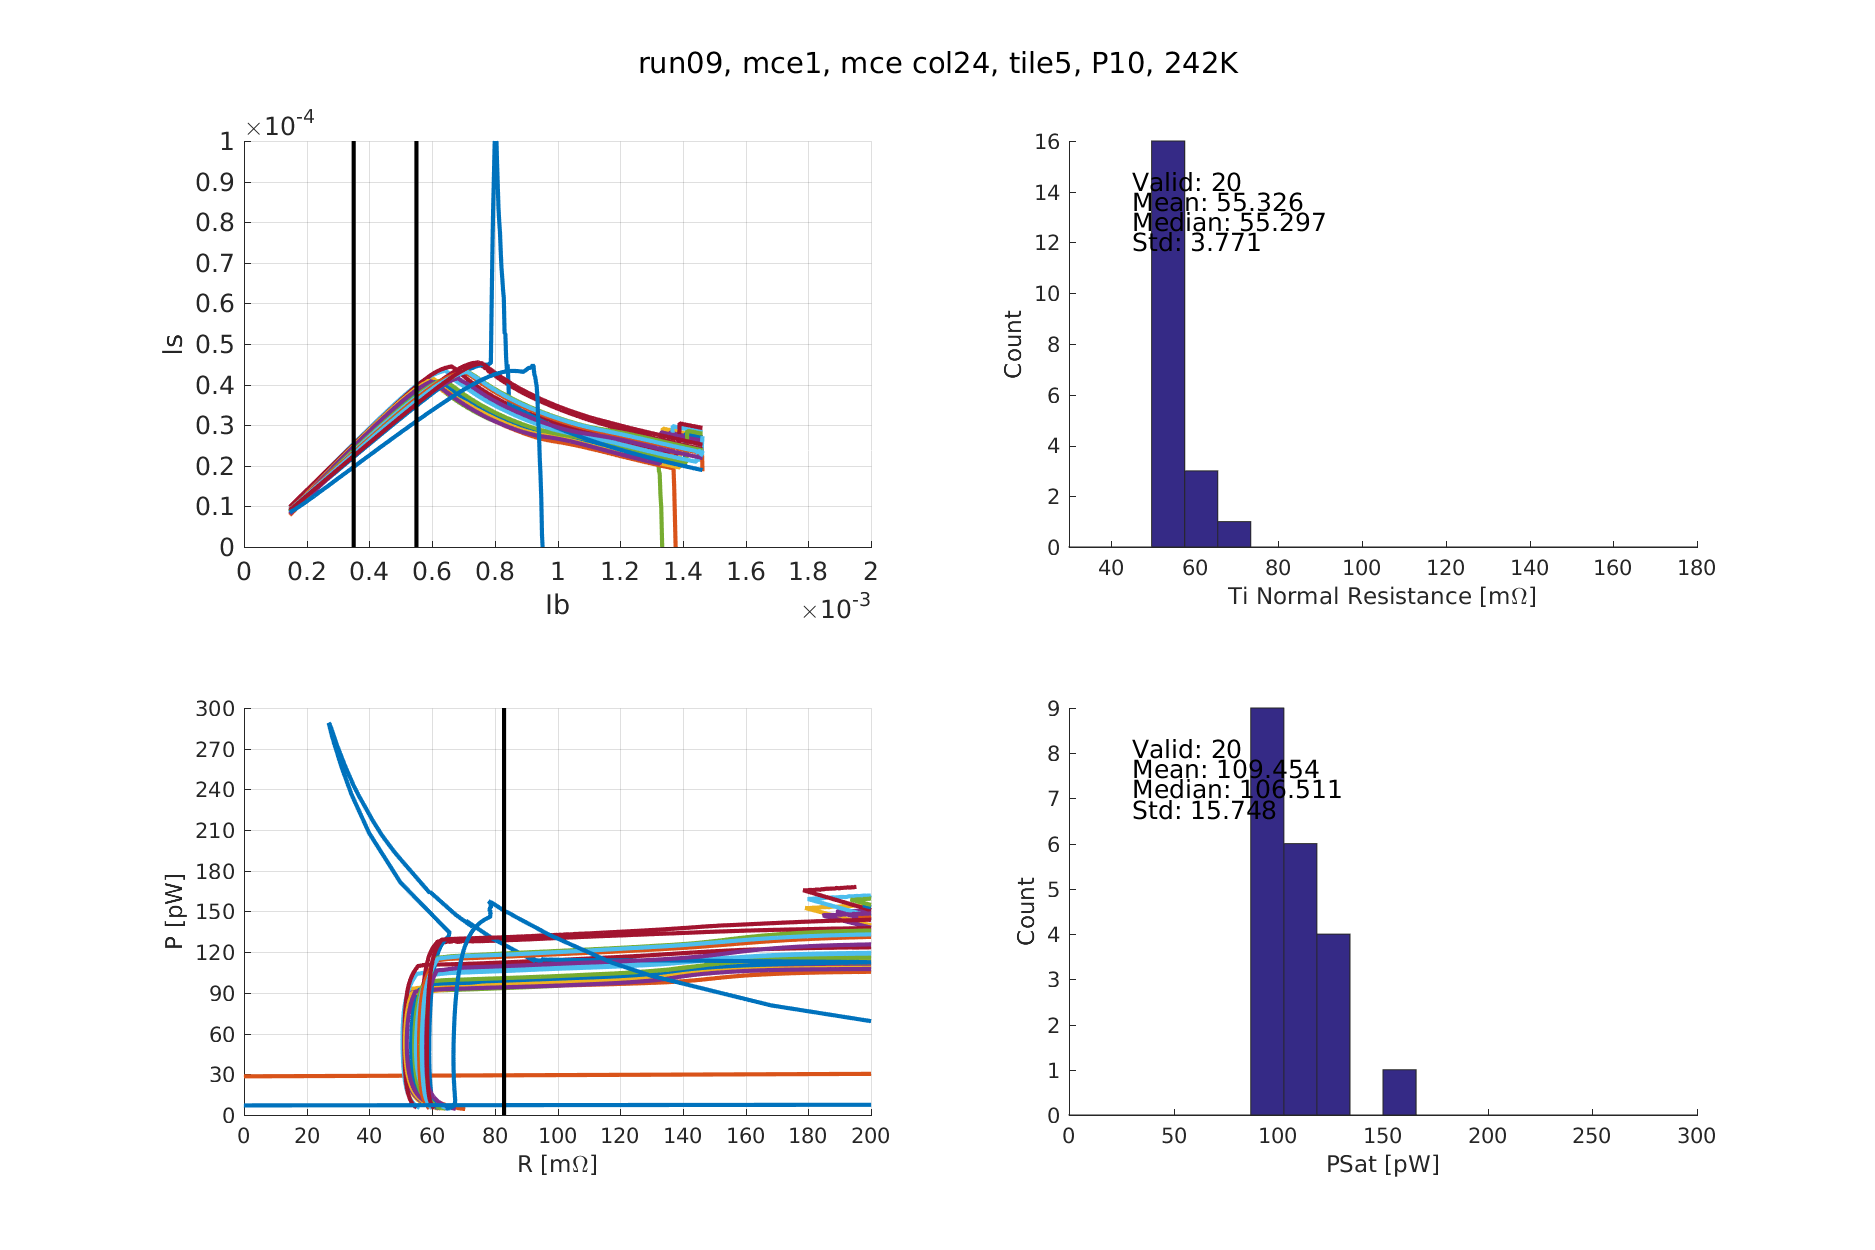 run09, mce1, mce col24, tile5, P10, 242K
×10-4
1
0.9
0.8
0.7
0.6
0.5
0.4
0.3
0.2
0.1
0
Is
0 0.2 0.4 0.6 0.8 1 1.2 1.4 1.6 1.8 2
Ib
×10-3
16
14
12
10
8
6
4
2
0
Count
Valid: 20
Mean: 55.326
Median: 55.297
Std: 3.771
40 60 80 100 120 140 160 180
Ti Normal Resistance [mΩ]
300
270
240
210
180
150
120
90
60
30
0
P [pW]
0 20 40 60 80 100 120 140 160 180 200
R [mΩ]
9
8
7
6
5
4
3
2
1
0
Count
Valid: 20
Mean: 109.454
Median: 106.511
Std: 15.748
0 50 100 150 200 250 300
PSat [pW]